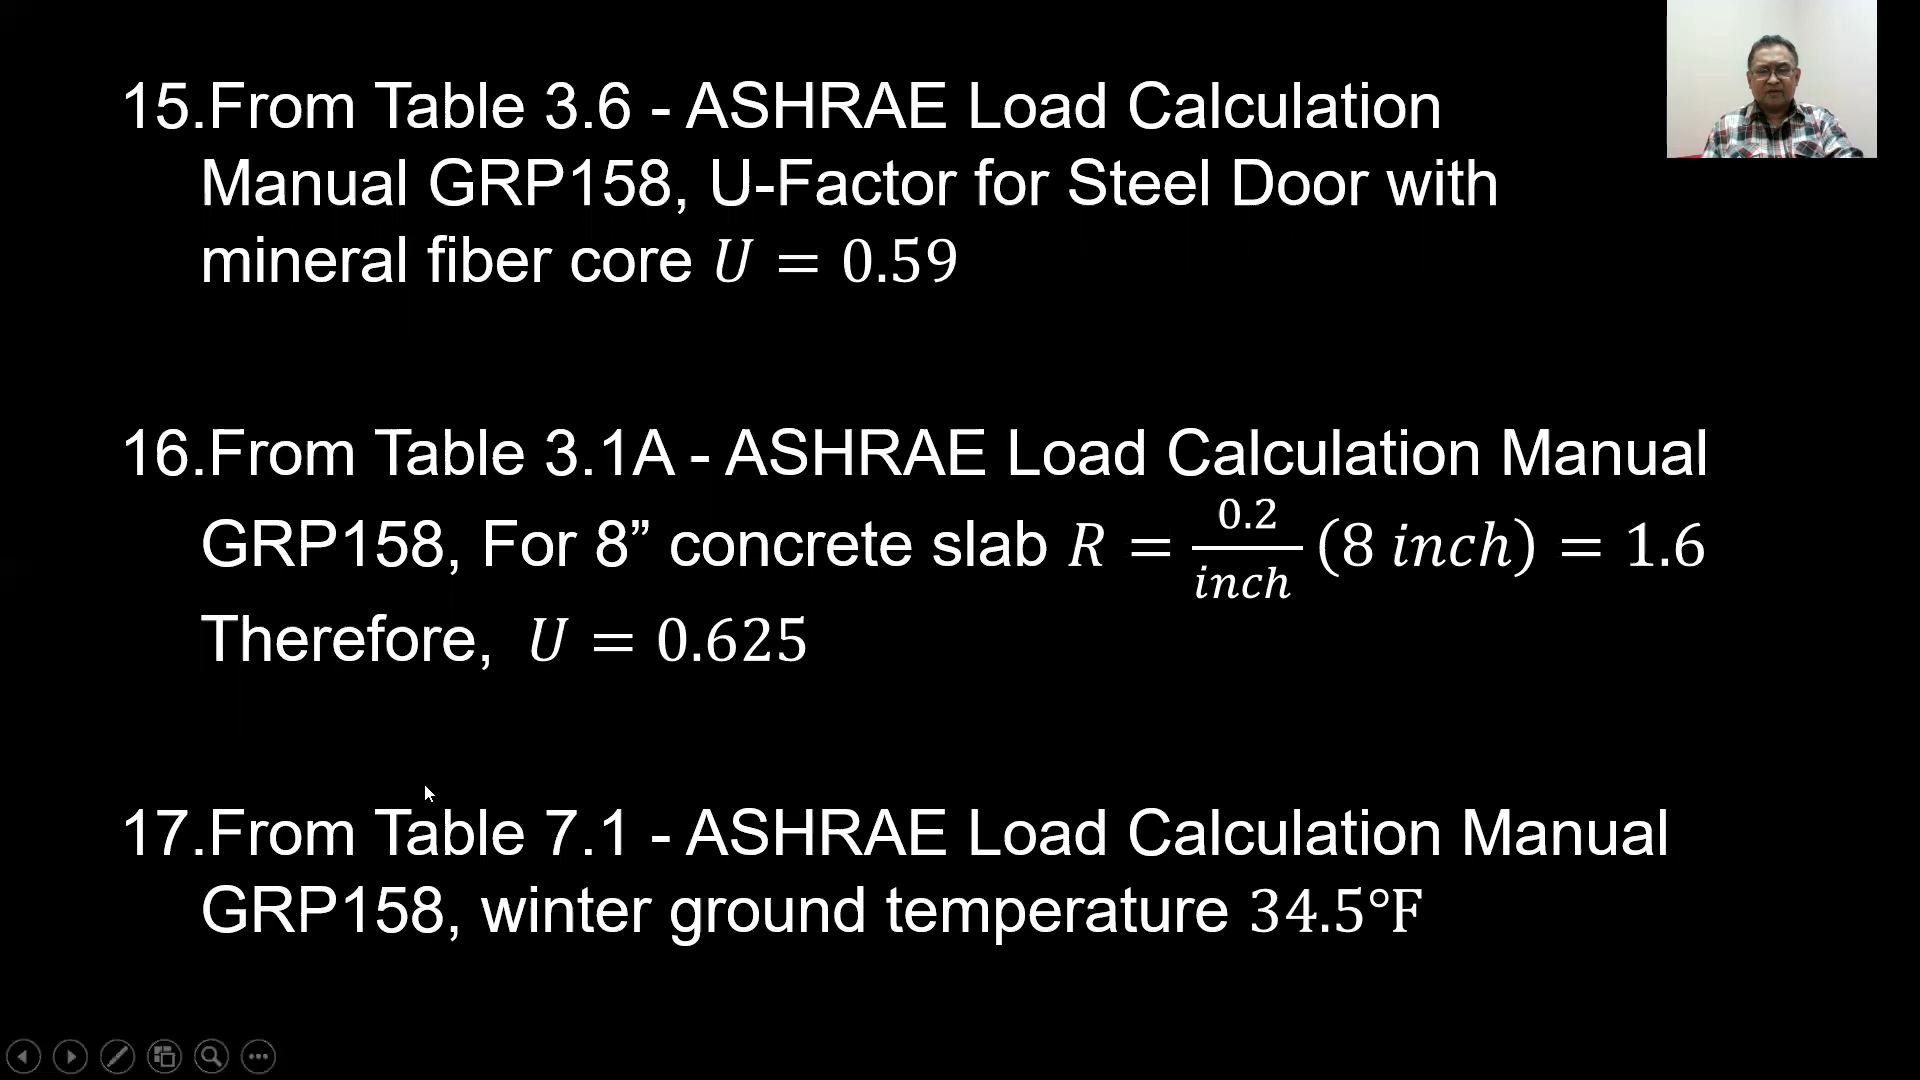 15.From Table 3.6 - ASHRAE Load Calculation
Manual GRP158, U-Factor for Steel Door with
mineral fiber core U = 0.59
16.From Table 3.1A - ASHRAE Load Calculation Manual
GRP158, For 8” concrete slab R = 0.2/inch (8 inch) = 1.6
Therefore, U = 0.625
17.From Table 7.1 - ASHRAE Load Calculation Manual
GRP158, winter ground temperature 34.5°F